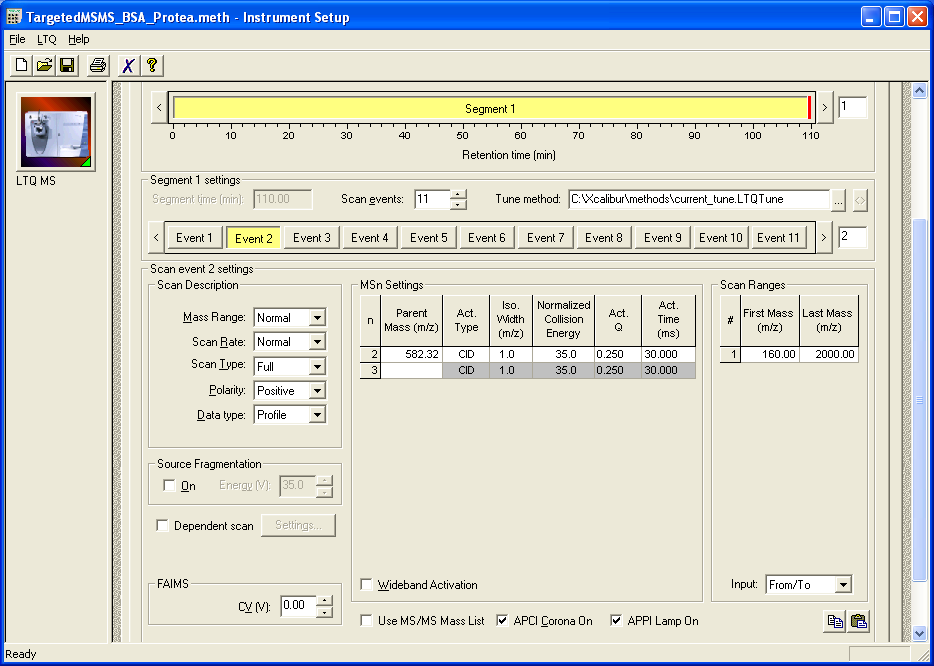 TargetedMSMS_BSA_Protea.meth - Instrument Setup
File LTQ Help
LTQ MS
Segment 1
1
0 10 20 30 40 50 60 70 80 90 100 110
Retention time (min)
Segment 1 settings
Segment time (min): 110.00 Scan events: 11 Tune method: C:\Xcalibur\methods\current_tune.LTQTune ... <>
< Event 1 Event 2 Event 3 Event 4 Event 5 Event 6 Event 7 Event 8 Event 9 Event 10 Event 11 > 2
Scan event 2 settings
Scan Description
Mass Range: Normal
Scan Rate: Normal
Scan Type: Full
Polarity: Positive
Data type: Profile
Source Fragmentation
On Energy (V): 35.0
Dependent scan Settings...
FAIMS
CV (V): 0.00
MSn Settings
n Parent Mass (m/z) Act. Type Iso. Width (m/z) Normalized Collision Energy Act. Q Act. Time (ms)
2 582.32 CID 1.0 35.0 0.250 30.000
3 CID 1.0 35.0 0.250 30.000
Wideband Activation
Use MS/MS Mass List APCI Corona On APPI Lamp On
Scan Ranges
# First Mass (m/z) Last Mass (m/z)
1 160.00 2000.00
Input: From/To
Ready